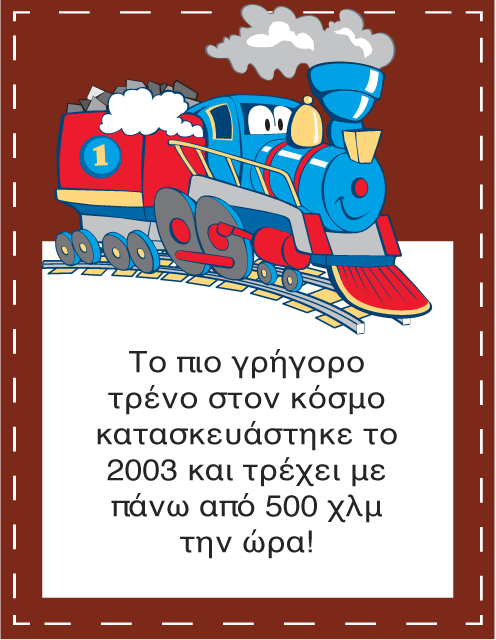 1
Το πιο γρήγορο
τρένο στον κόσμο
κατασκευάστηκε το
2003 και τρέχει με
πάνω από 500 χλμ
την ώρα!